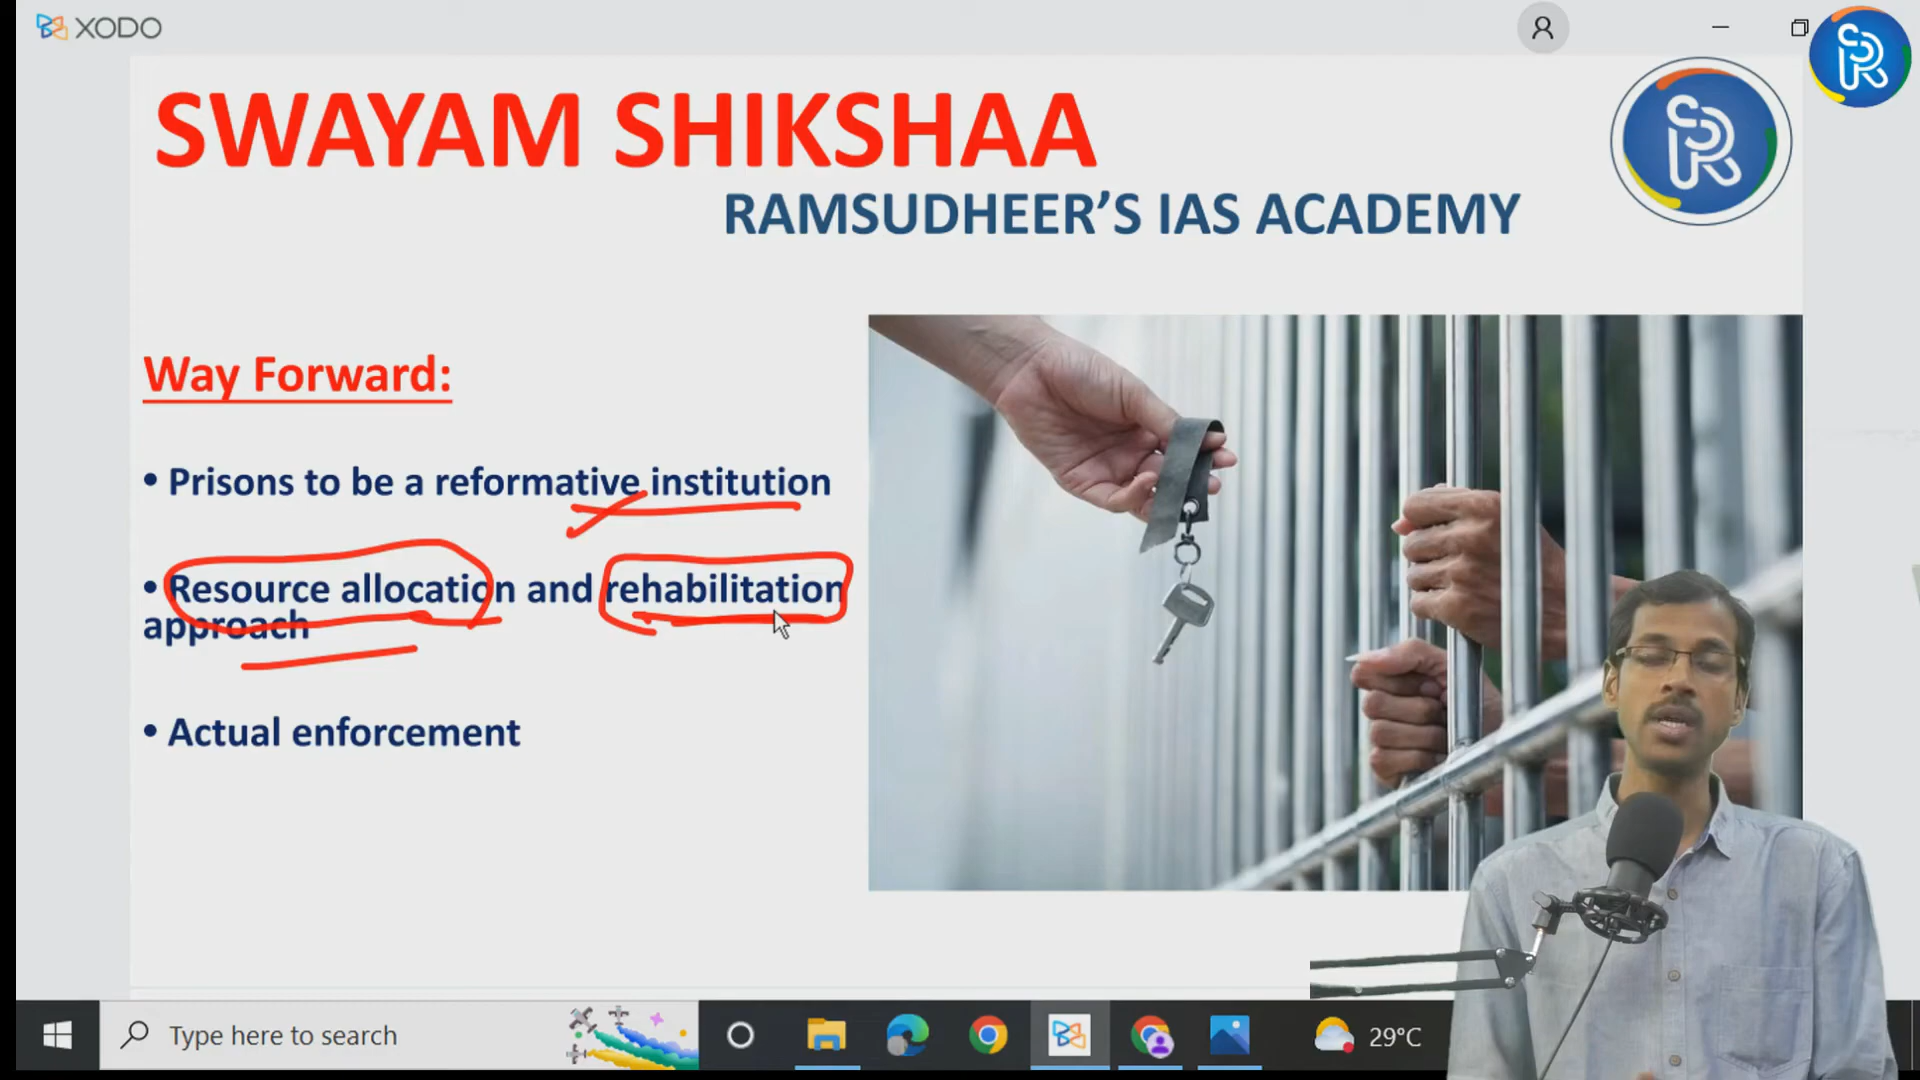 XODO
SWAYAM SHIKSHAA
RAMSUDHEER’S IAS ACADEMY
Way Forward:
• Prisons to be a reformative institution
• Resource allocation and rehabilitation
approach
• Actual enforcement
Type here to search
29°C